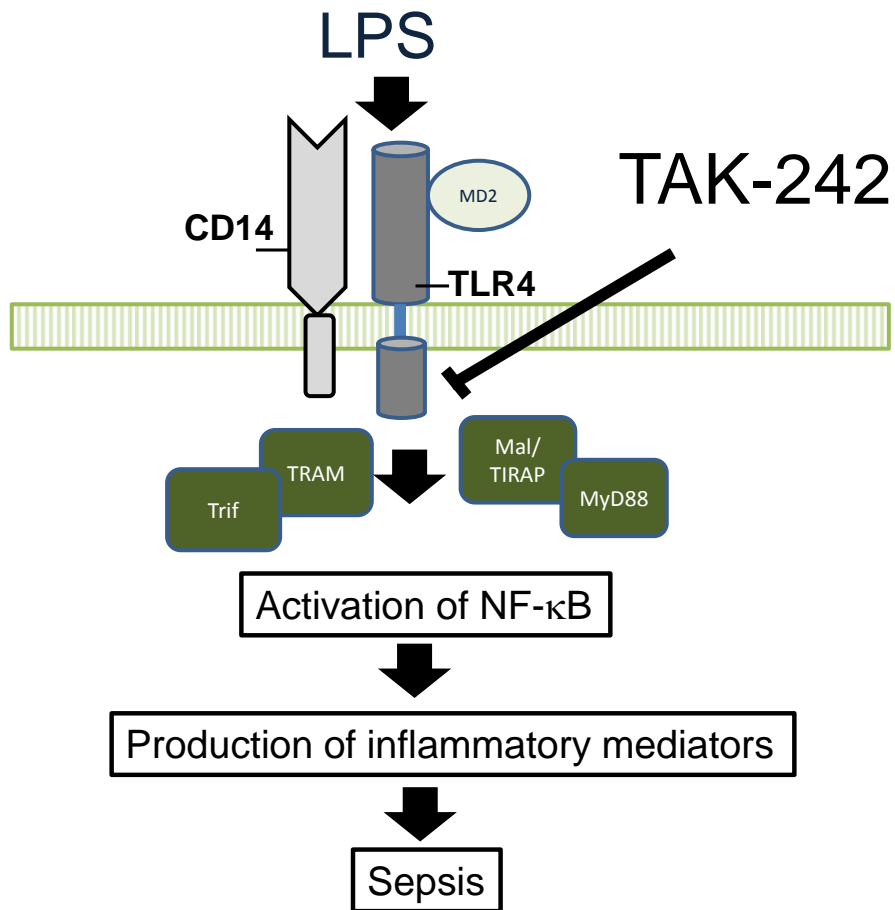 LPS
TAK-242
MD2
CD14
TLR4
Mal/
TIRAP
TRAM
MyD88
Trif
Activation of NF-κB
Production of inflammatory mediators
Sepsis